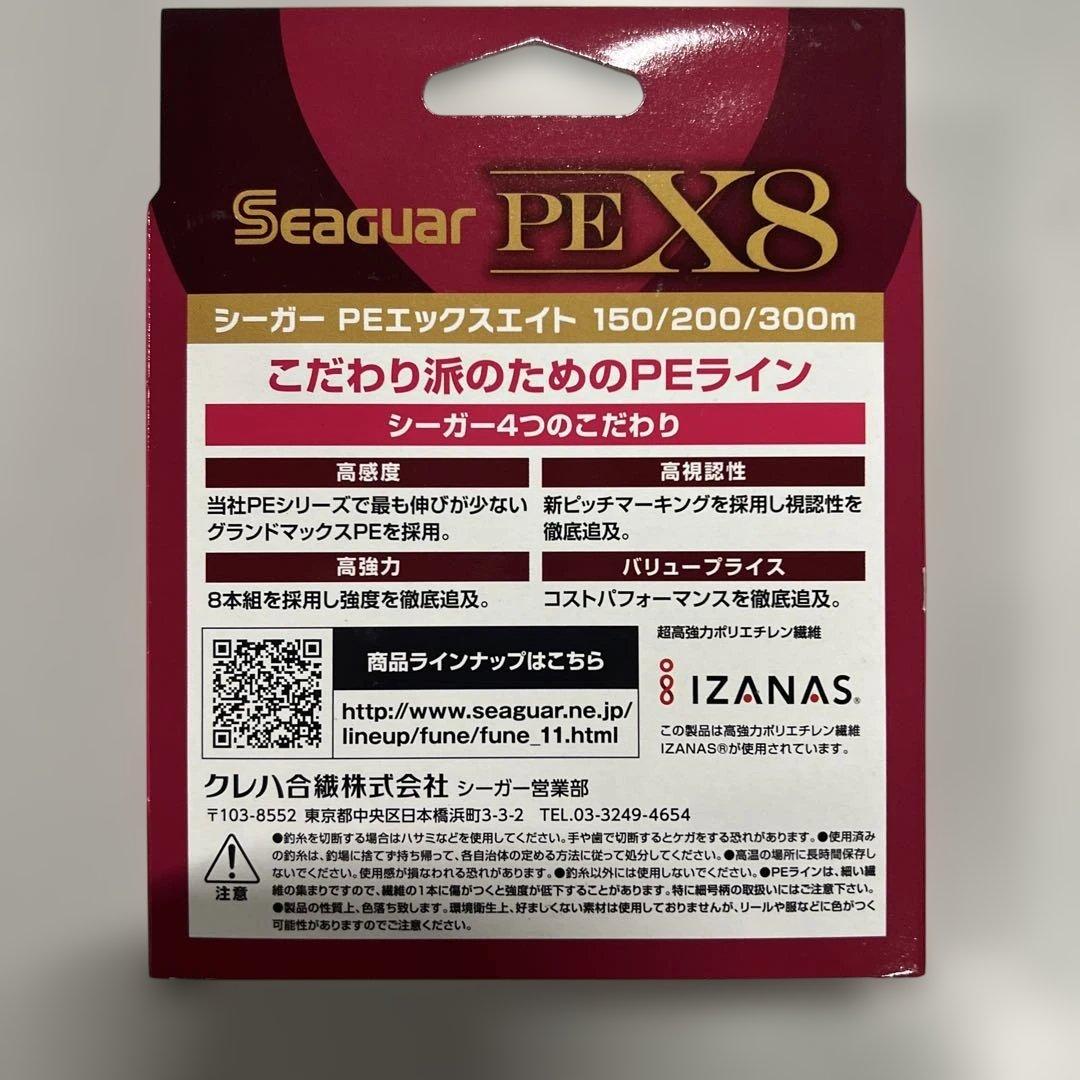 Seaguar PE X8
シーガー PEエックスエイト 150/200/300m
こだわり派のためのPEライン
シーガー4つのこだわり
高感度
当社PEシリーズで最も伸びが少ない
グランドマックスPEを採用。
高視認性
新ピッチマーキングを採用し視認性を
徹底追及。
高強力
8本組を採用し強度を徹底追及。
バリュープライス
コストパフォーマンスを徹底追及。
商品ラインナップはこちら
http://www.seaguar.ne.jp/
lineup/fune/fune_11.html
超高強力ポリエチレン繊維
IZANAS®
この製品は高強力ポリエチレン繊維
IZANAS®が使用されています。
クレハ合繊株式会社 シーガー営業部
〒103-8552 東京都中央区日本橋浜町3-3-2 TEL.03-3249-4654
注意
●釣糸を切断する場合はハサミなどを使用してください。手や歯で切断するとケガをする恐れがあります。●使用済み
の釣糸は、釣場に捨てず持ち帰って、各自治体の定める方法に従って処分してください。●高温の場所に長時間保存し
ないでください。使用感が損なわれる恐れがあります。●釣糸以外には使用しないでください。●PEラインは、細い繊
維の集まりですので、繊維の1本に傷がつくと強度が低下することがあります。特に細号柄の取扱いにはご注意下さい。
●製品の性質上、色落ち致します。環境衛生上、好ましくない素材は使用しておりませんが、リールや服などに色がつく
可能性がありますのでご注意ください。